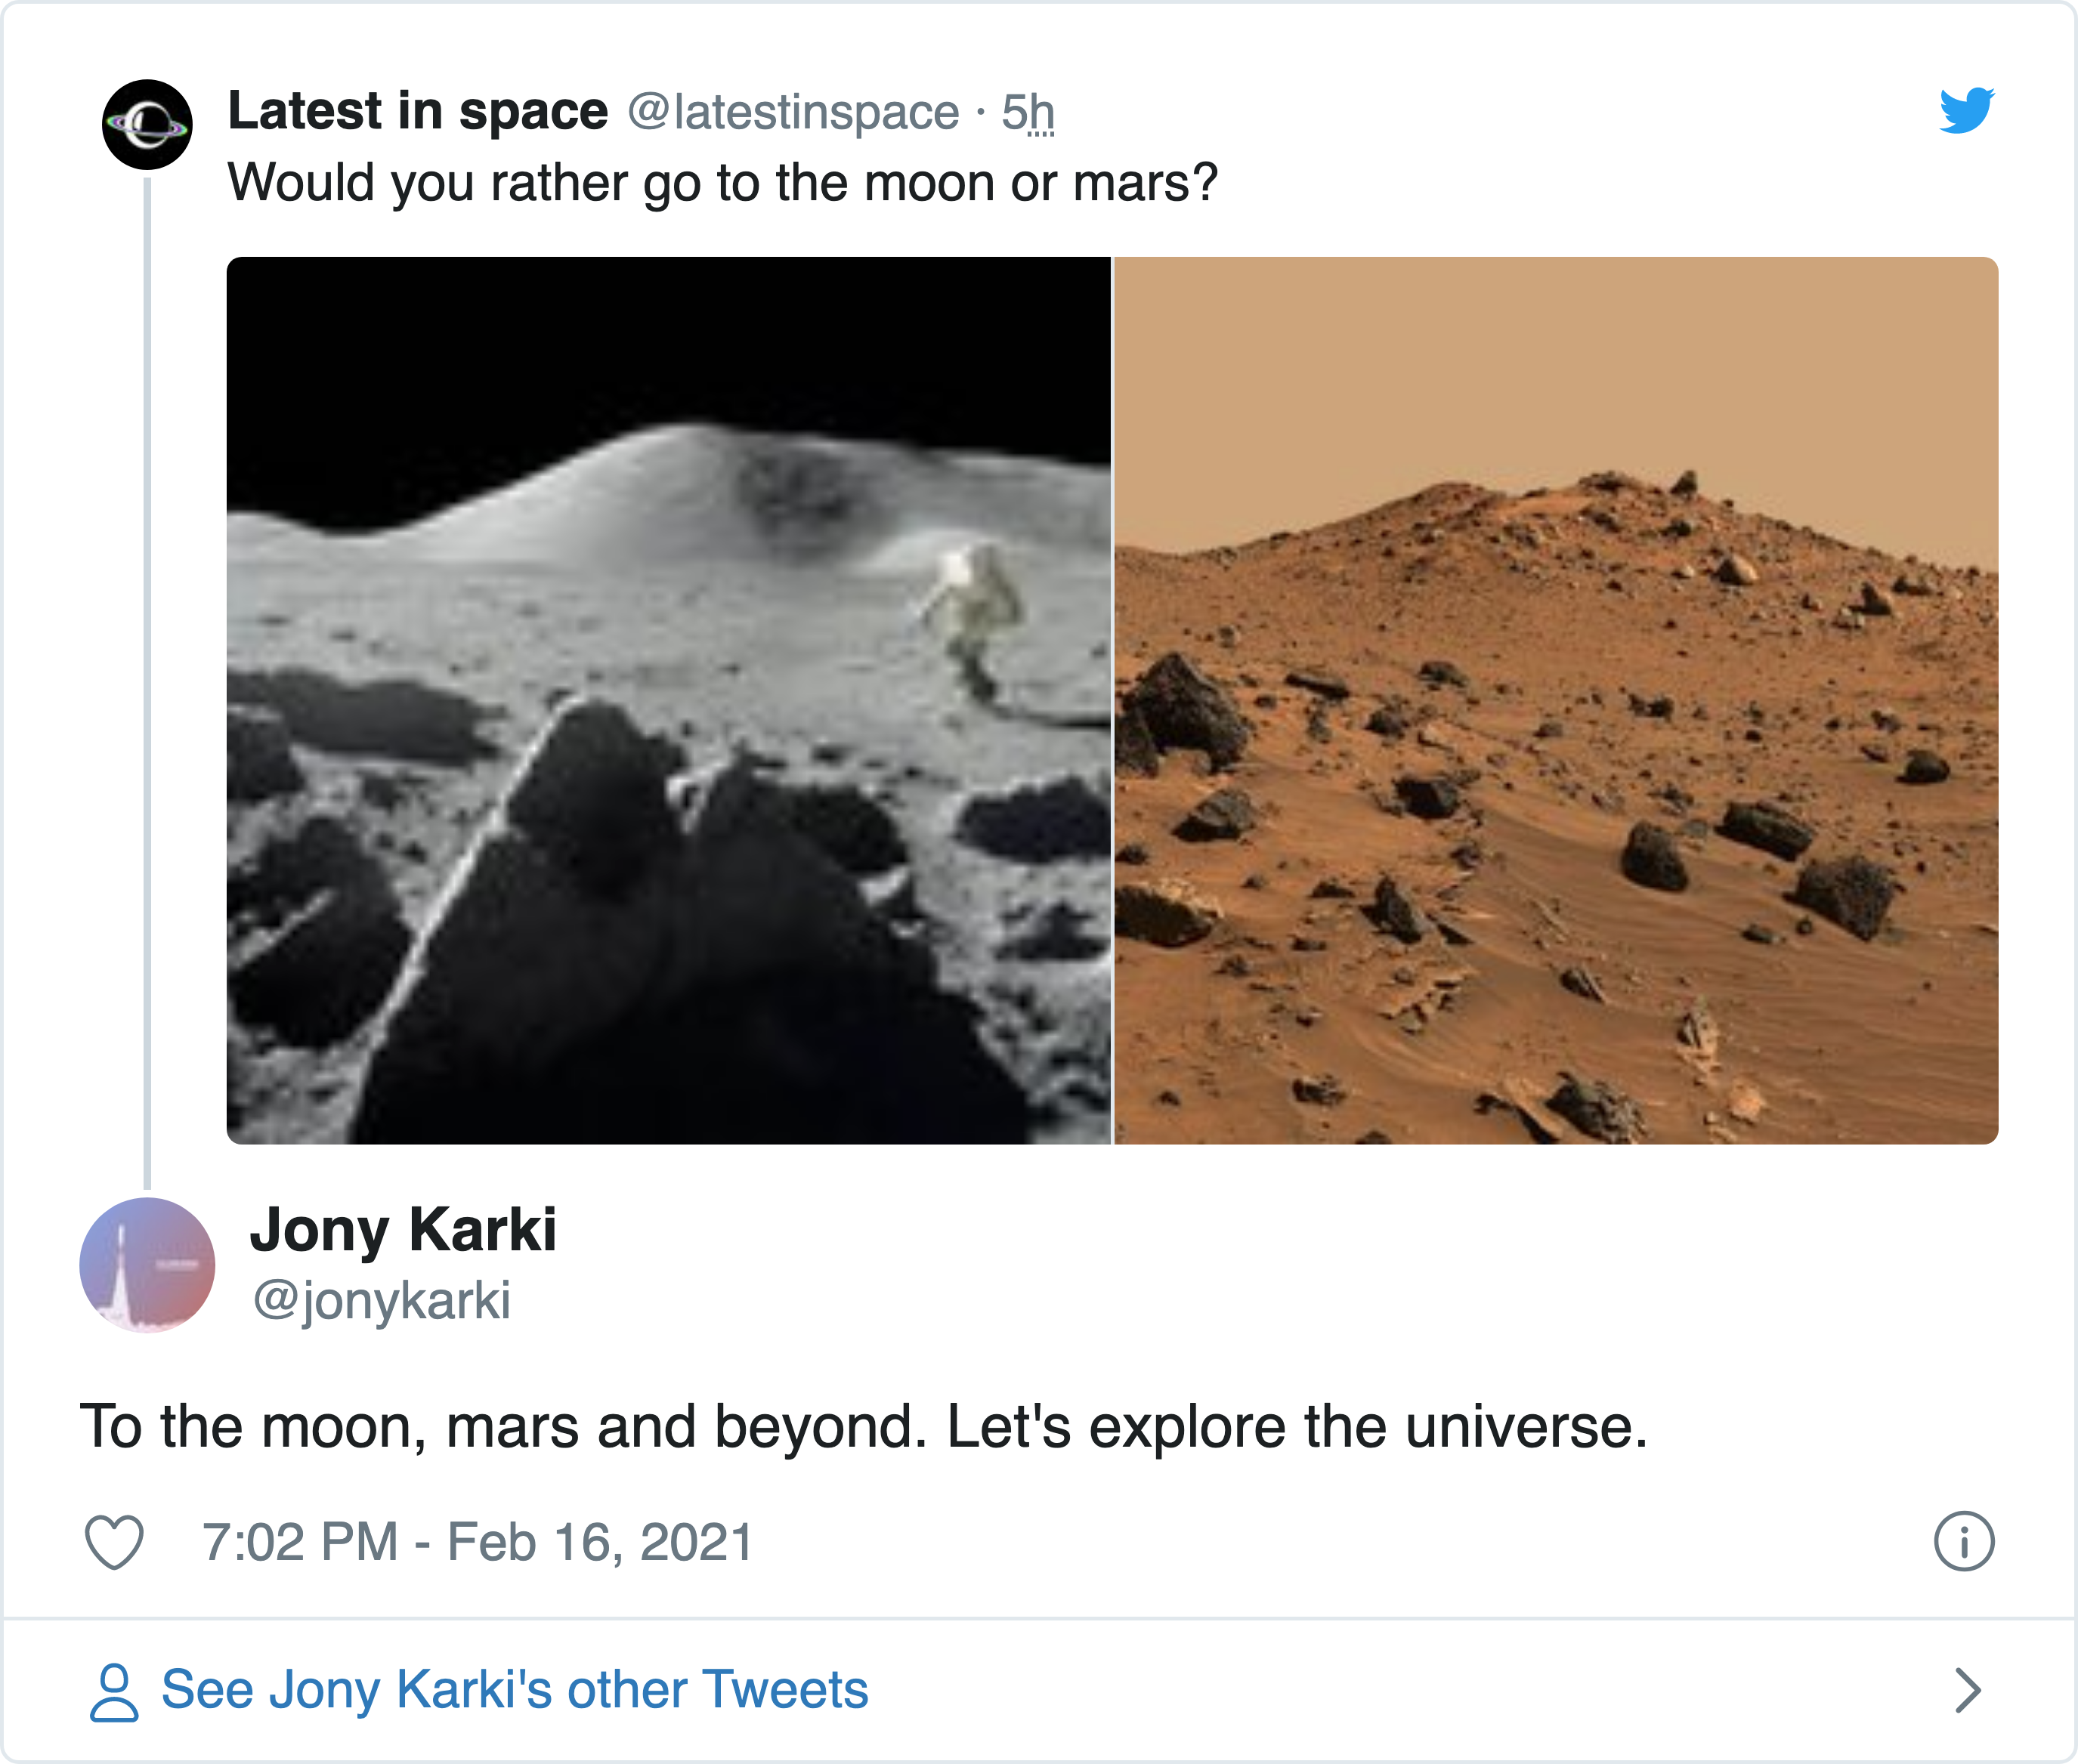 Latest in space @latestinspace · 5h
Would you rather go to the moon or mars?
Jony Karki
@jonykarki
To the moon, mars and beyond. Let's explore the universe.
7:02 PM - Feb 16, 2021
See Jony Karki's other Tweets